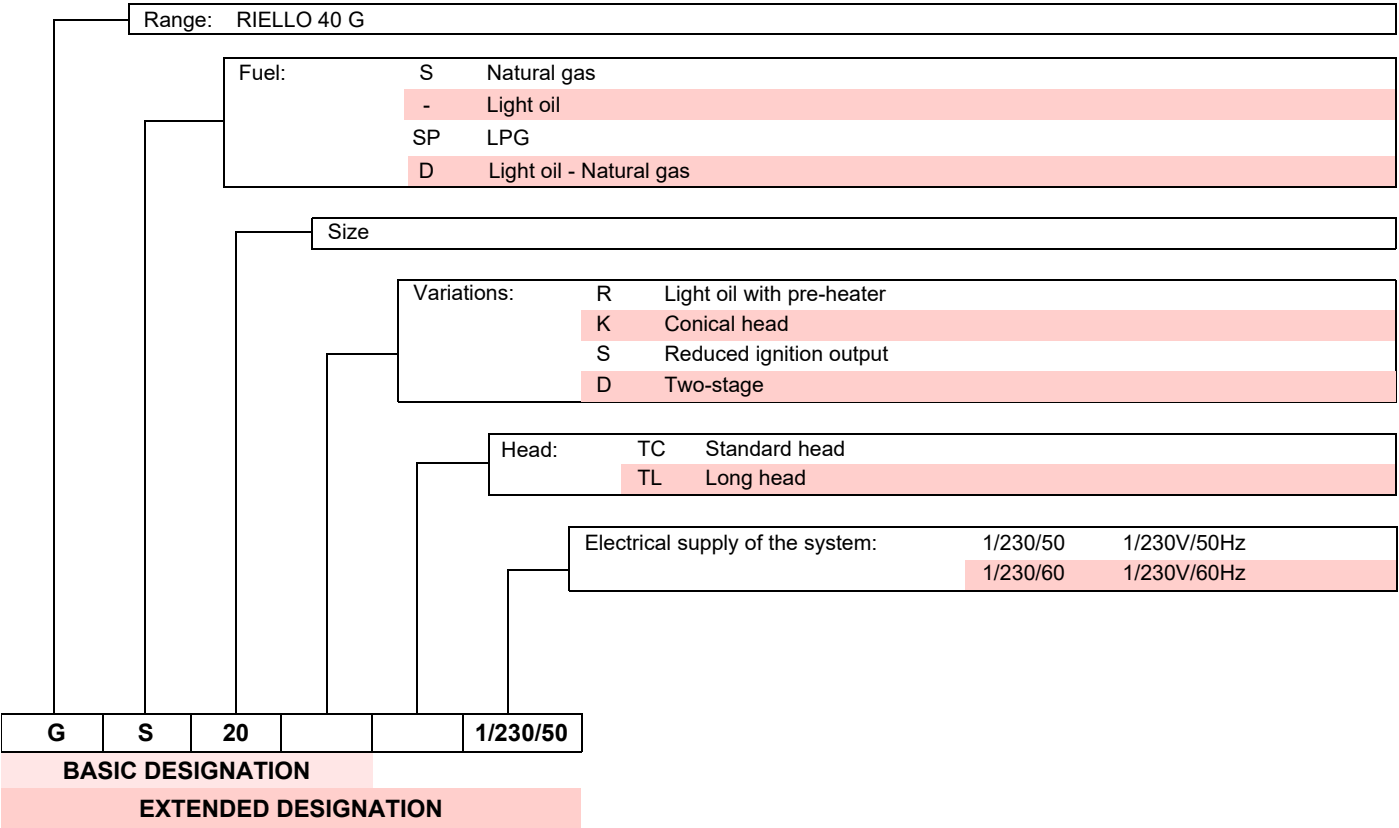 Range: RIELLO 40 G
Fuel: S Natural gas
- Light oil
SP LPG
D Light oil - Natural gas
Size
Variations: R Light oil with pre-heater
K Conical head
S Reduced ignition output
D Two-stage
Head: TC Standard head
TL Long head
Electrical supply of the system: 1/230/50 1/230V/50Hz
1/230/60 1/230V/60Hz
G S 20 1/230/50
BASIC DESIGNATION
EXTENDED DESIGNATION